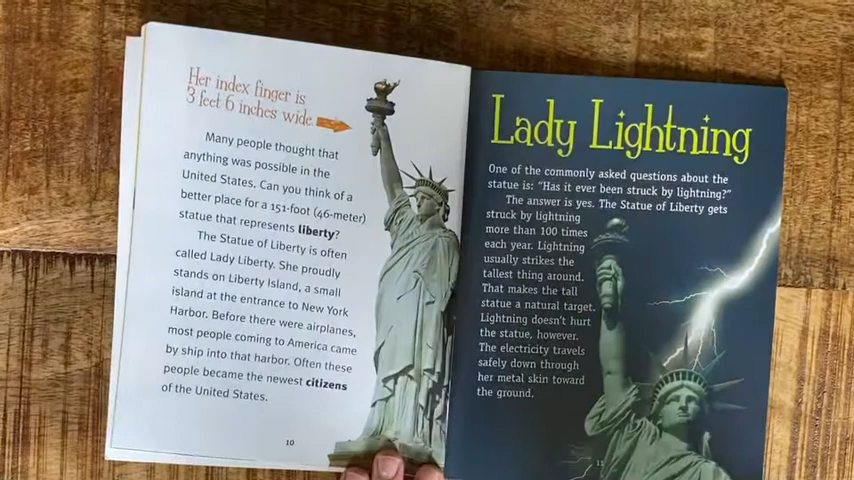 Her index finger is
3 feet 6 inches wide.
Many people thought that
anything was possible in the
United States. Can you think of a
better place for a 151-foot (46-meter)
statue that represents liberty?
The Statue of Liberty is often
called Lady Liberty. She proudly
stands on Liberty Island, a small
island at the entrance to New York
Harbor. Before there were airplanes,
most people coming to America came
by ship into that harbor. Often these
people became the newest citizens
of the United States.
10
Lady Lightning
One of the commonly asked questions about the
statue is: “Has it ever been struck by lightning?”
The answer is yes. The Statue of Liberty gets
struck by lightning
more than 100 times
each year. Lightning
usually strikes the
tallest thing around.
That makes the tall
statue a natural target.
Lightning doesn’t hurt
the statue, however.
The electricity travels
safely down through
her metal skin toward
the ground.
11